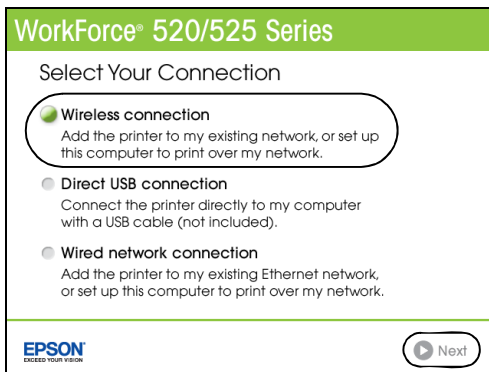 WorkForce® 520/525 Series
Select Your Connection
Wireless connection
Add the printer to my existing network, or set up
this computer to print over my network.
Direct USB connection
Connect the printer directly to my computer
with a USB cable (not included).
Wired network connection
Add the printer to my existing Ethernet network,
or set up this computer to print over my network.
EPSON®
EXCEED YOUR VISION
Next